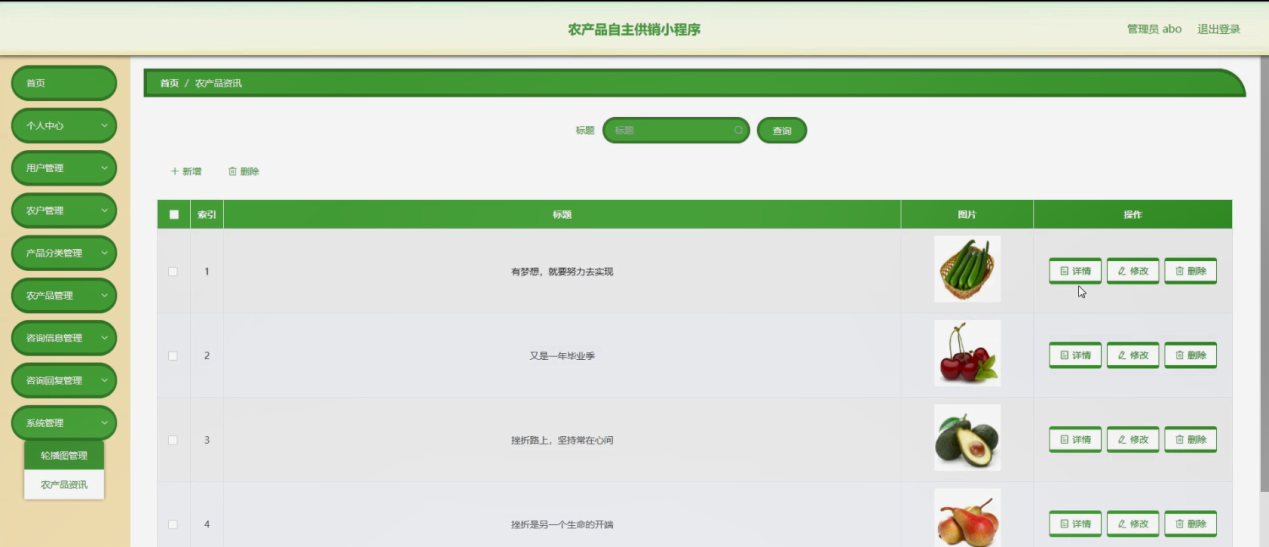 农产品自主供销小程序
管理员 abo 退出登录
首页
个人中心
用户管理
农户管理
产品分类管理
农产品管理
咨询信息管理
咨询回复管理
系统管理
轮播图管理
农产品资讯
首页 / 农产品资讯
标题 标题 查询
新增 删除
索引 标题 图片 操作
1 有梦想，就要努力去实现 详情 修改 删除
2 又是一年毕业季 详情 修改 删除
3 挫折路上，坚持常在心间 详情 修改 删除
4 挫折是另一个生命的开端 详情 修改 删除